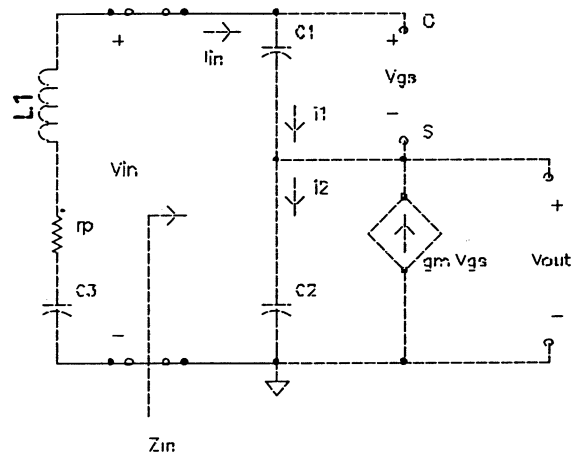 C1
G
+
Iin
+
Vgs
L1
−
S
i1
Vin
i2
+
rp
gm Vgs
Vout
C3
C2
−
−
Zin